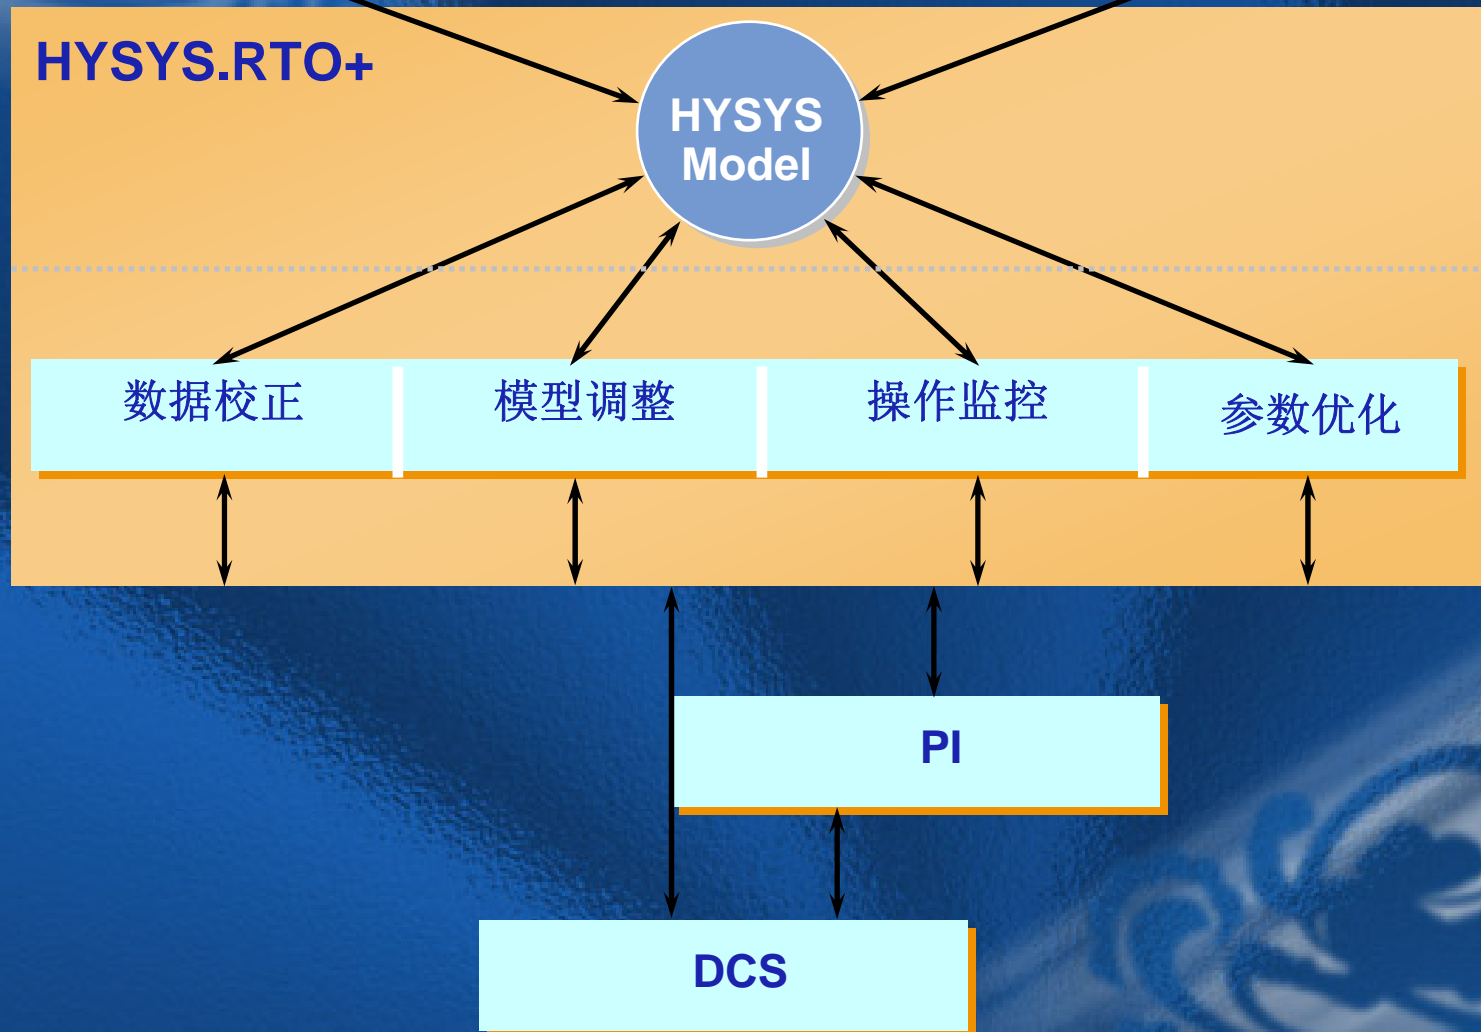 HYSYS.RTO+
HYSYS
Model
数据校正
模型调整
操作监控
参数优化
PI
DCS